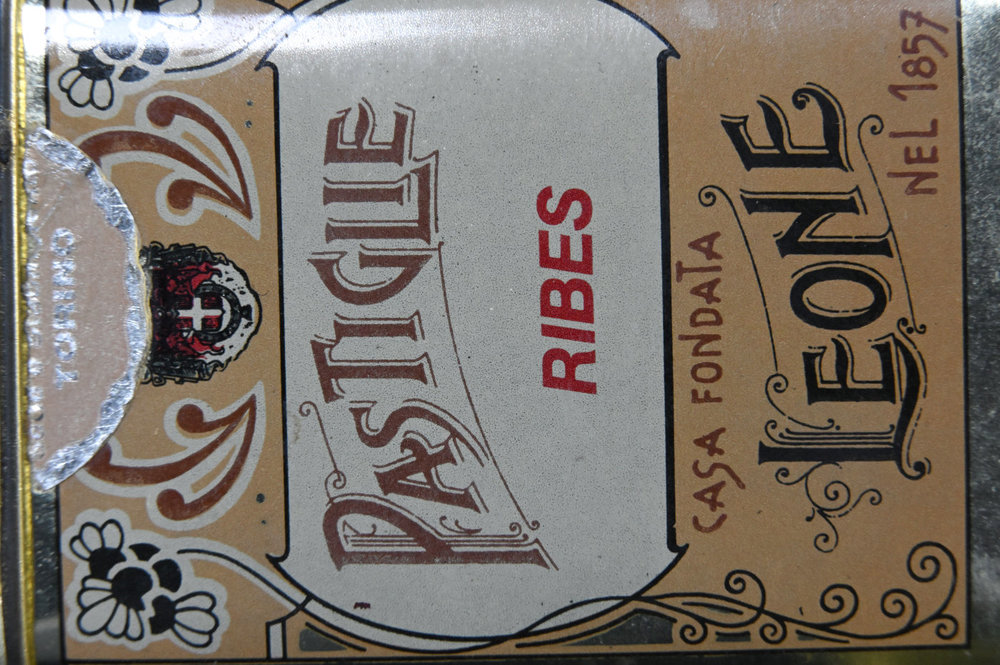 TORINO
PASTIGLIE
RIBES
CASA FONDATA
LEONE
NEL 1857